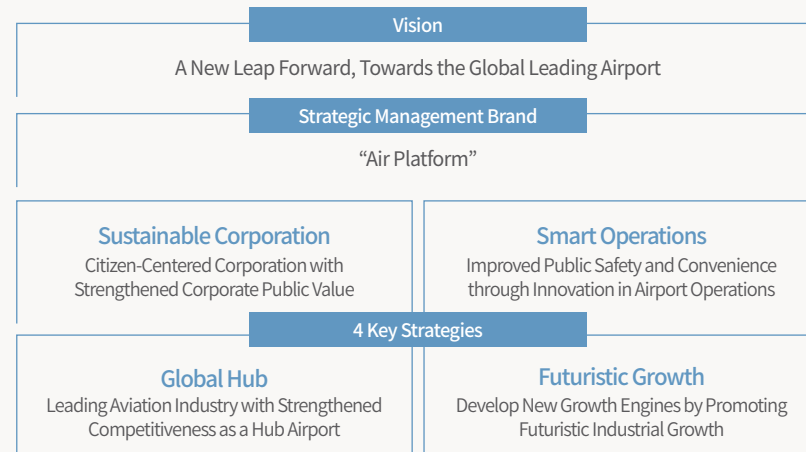 Vision
A New Leap Forward, Towards the Global Leading Airport
Strategic Management Brand
“Air Platform”
Sustainable Corporation
Citizen-Centered Corporation with
Strengthened Corporate Public Value
Smart Operations
Improved Public Safety and Convenience
through Innovation in Airport Operations
4 Key Strategies
Global Hub
Leading Aviation Industry with Strengthened
Competitiveness as a Hub Airport
Futuristic Growth
Develop New Growth Engines by Promoting
Futuristic Industrial Growth